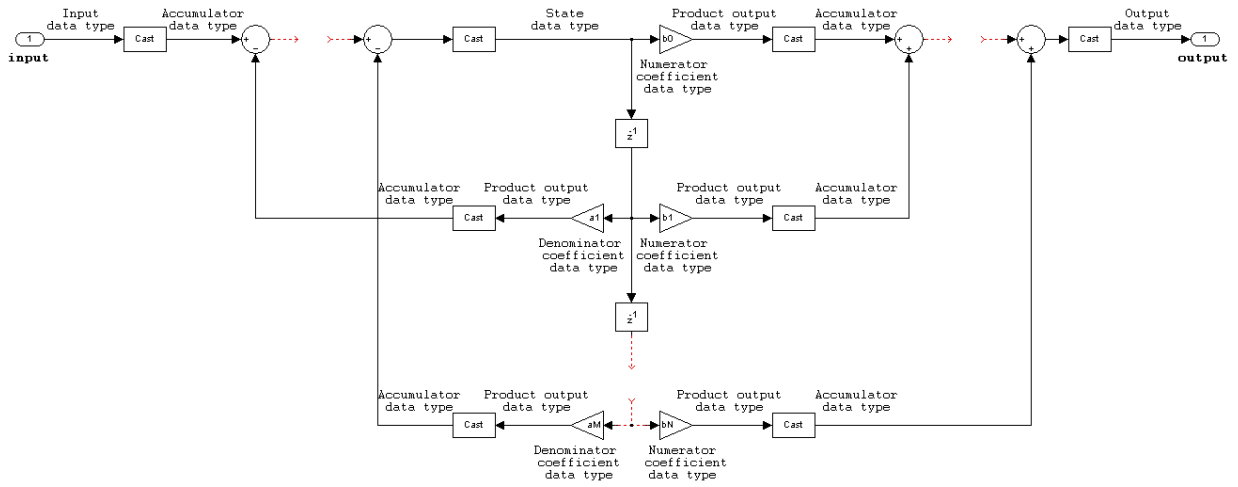 Input
data type
Accumulator
data type
State
data type
Product output
data type
Accumulator
data type
Output
data type
1
input
Cast
+
−
+
−
Cast
b0
Cast
+
+
+
+
Cast
1
output
Numerator
coefficient
data type
z-1
Accumulator
data type
Product output
data type
Product output
data type
Accumulator
data type
Cast
a1
b1
Cast
Denominator
coefficient
data type
Numerator
coefficient
data type
z-1
Accumulator
data type
Product output
data type
Product output
data type
Accumulator
data type
Cast
aM
bN
Cast
Denominator
coefficient
data type
Numerator
coefficient
data type